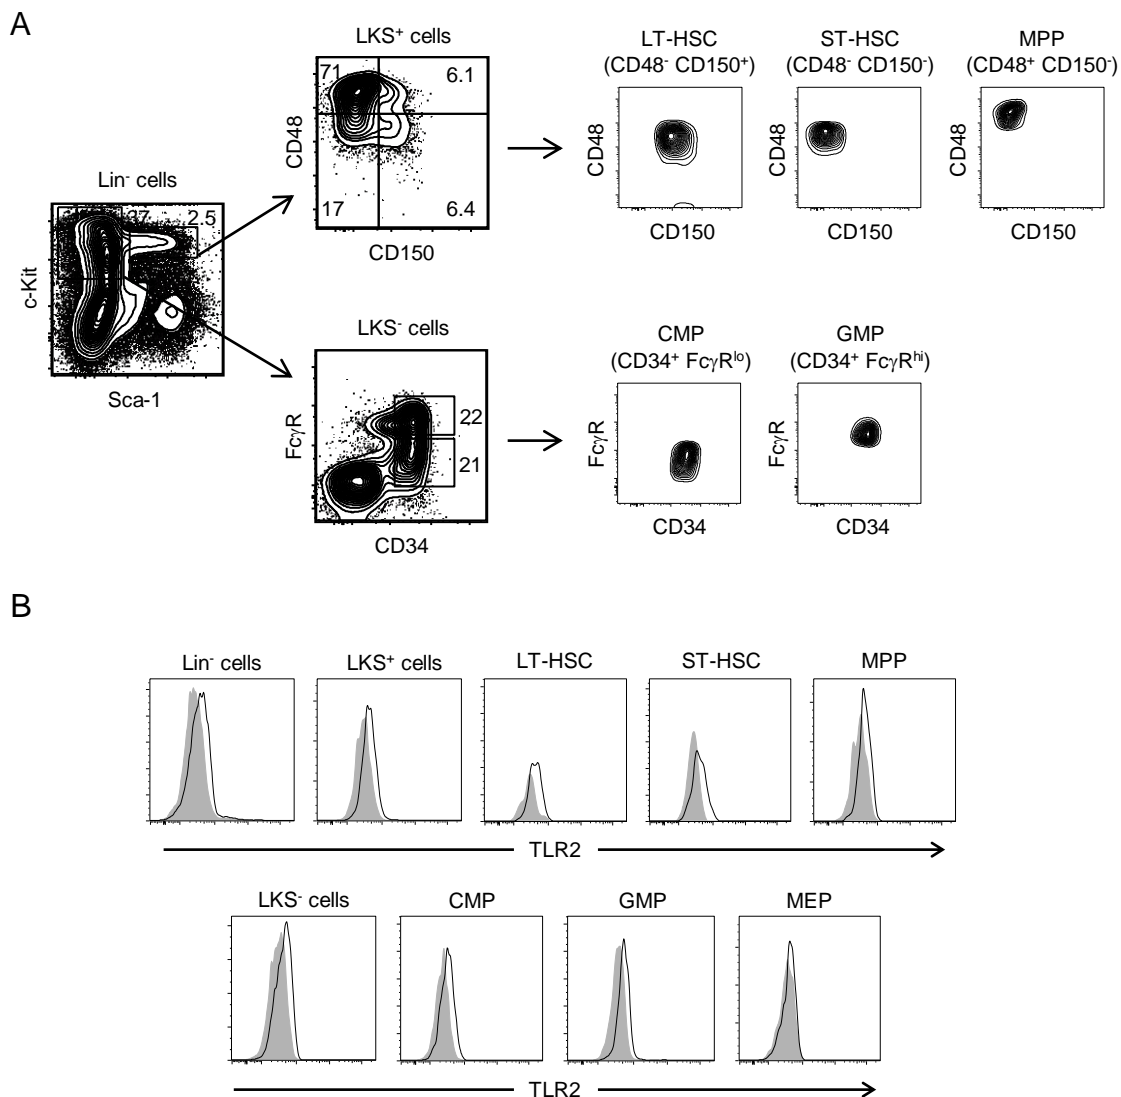 A
LKS⁺ cells
LT-HSC
(CD48⁻ CD150⁺)
ST-HSC
(CD48⁻ CD150⁻)
MPP
(CD48⁺ CD150⁻)
71
6.1
17
6.4
CD48
CD150
CD48
CD150
CD48
CD150
CD48
CD150
Lin⁻ cells
2.5
c-Kit
Sca-1
LKS⁻ cells
CMP
(CD34⁺ FcγRˡᵒ)
GMP
(CD34⁺ FcγRʰⁱ)
22
21
FcγR
CD34
FcγR
CD34
FcγR
CD34
B
Lin⁻ cells
LKS⁺ cells
LT-HSC
ST-HSC
MPP
TLR2
LKS⁻ cells
CMP
GMP
MEP
TLR2